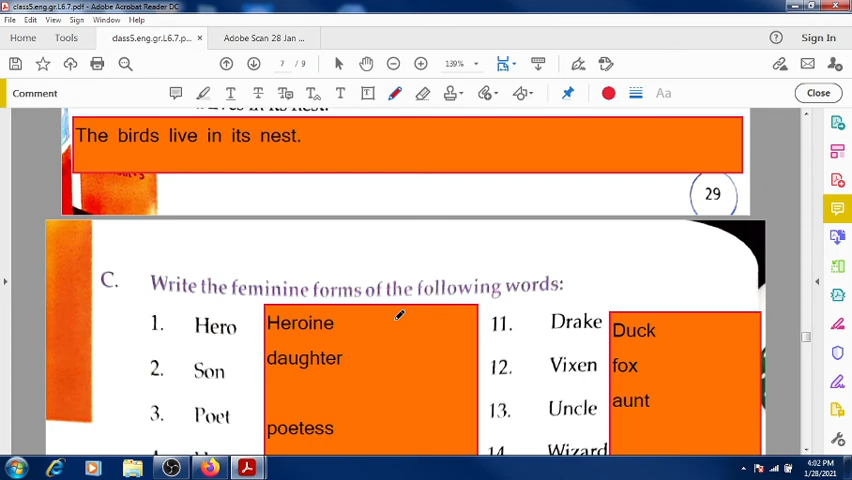 class5.eng.gr.L6.7.pdf - Adobe Acrobat Reader DC
File Edit View Sign Window Help
Home Tools class5.eng.gr.L6.7.p... × Adobe Scan 28 Jan ... Sign In
7 / 9 139%
Comment Aa Close
The birds live in its nest.
29
C. Write the feminine forms of the following words:
1. Hero Heroine 11. Drake Duck
2. Son daughter 12. Vixen fox
3. Poet poetess 13. Uncle aunt
14. Wizard
4:02 PM
1/28/2021